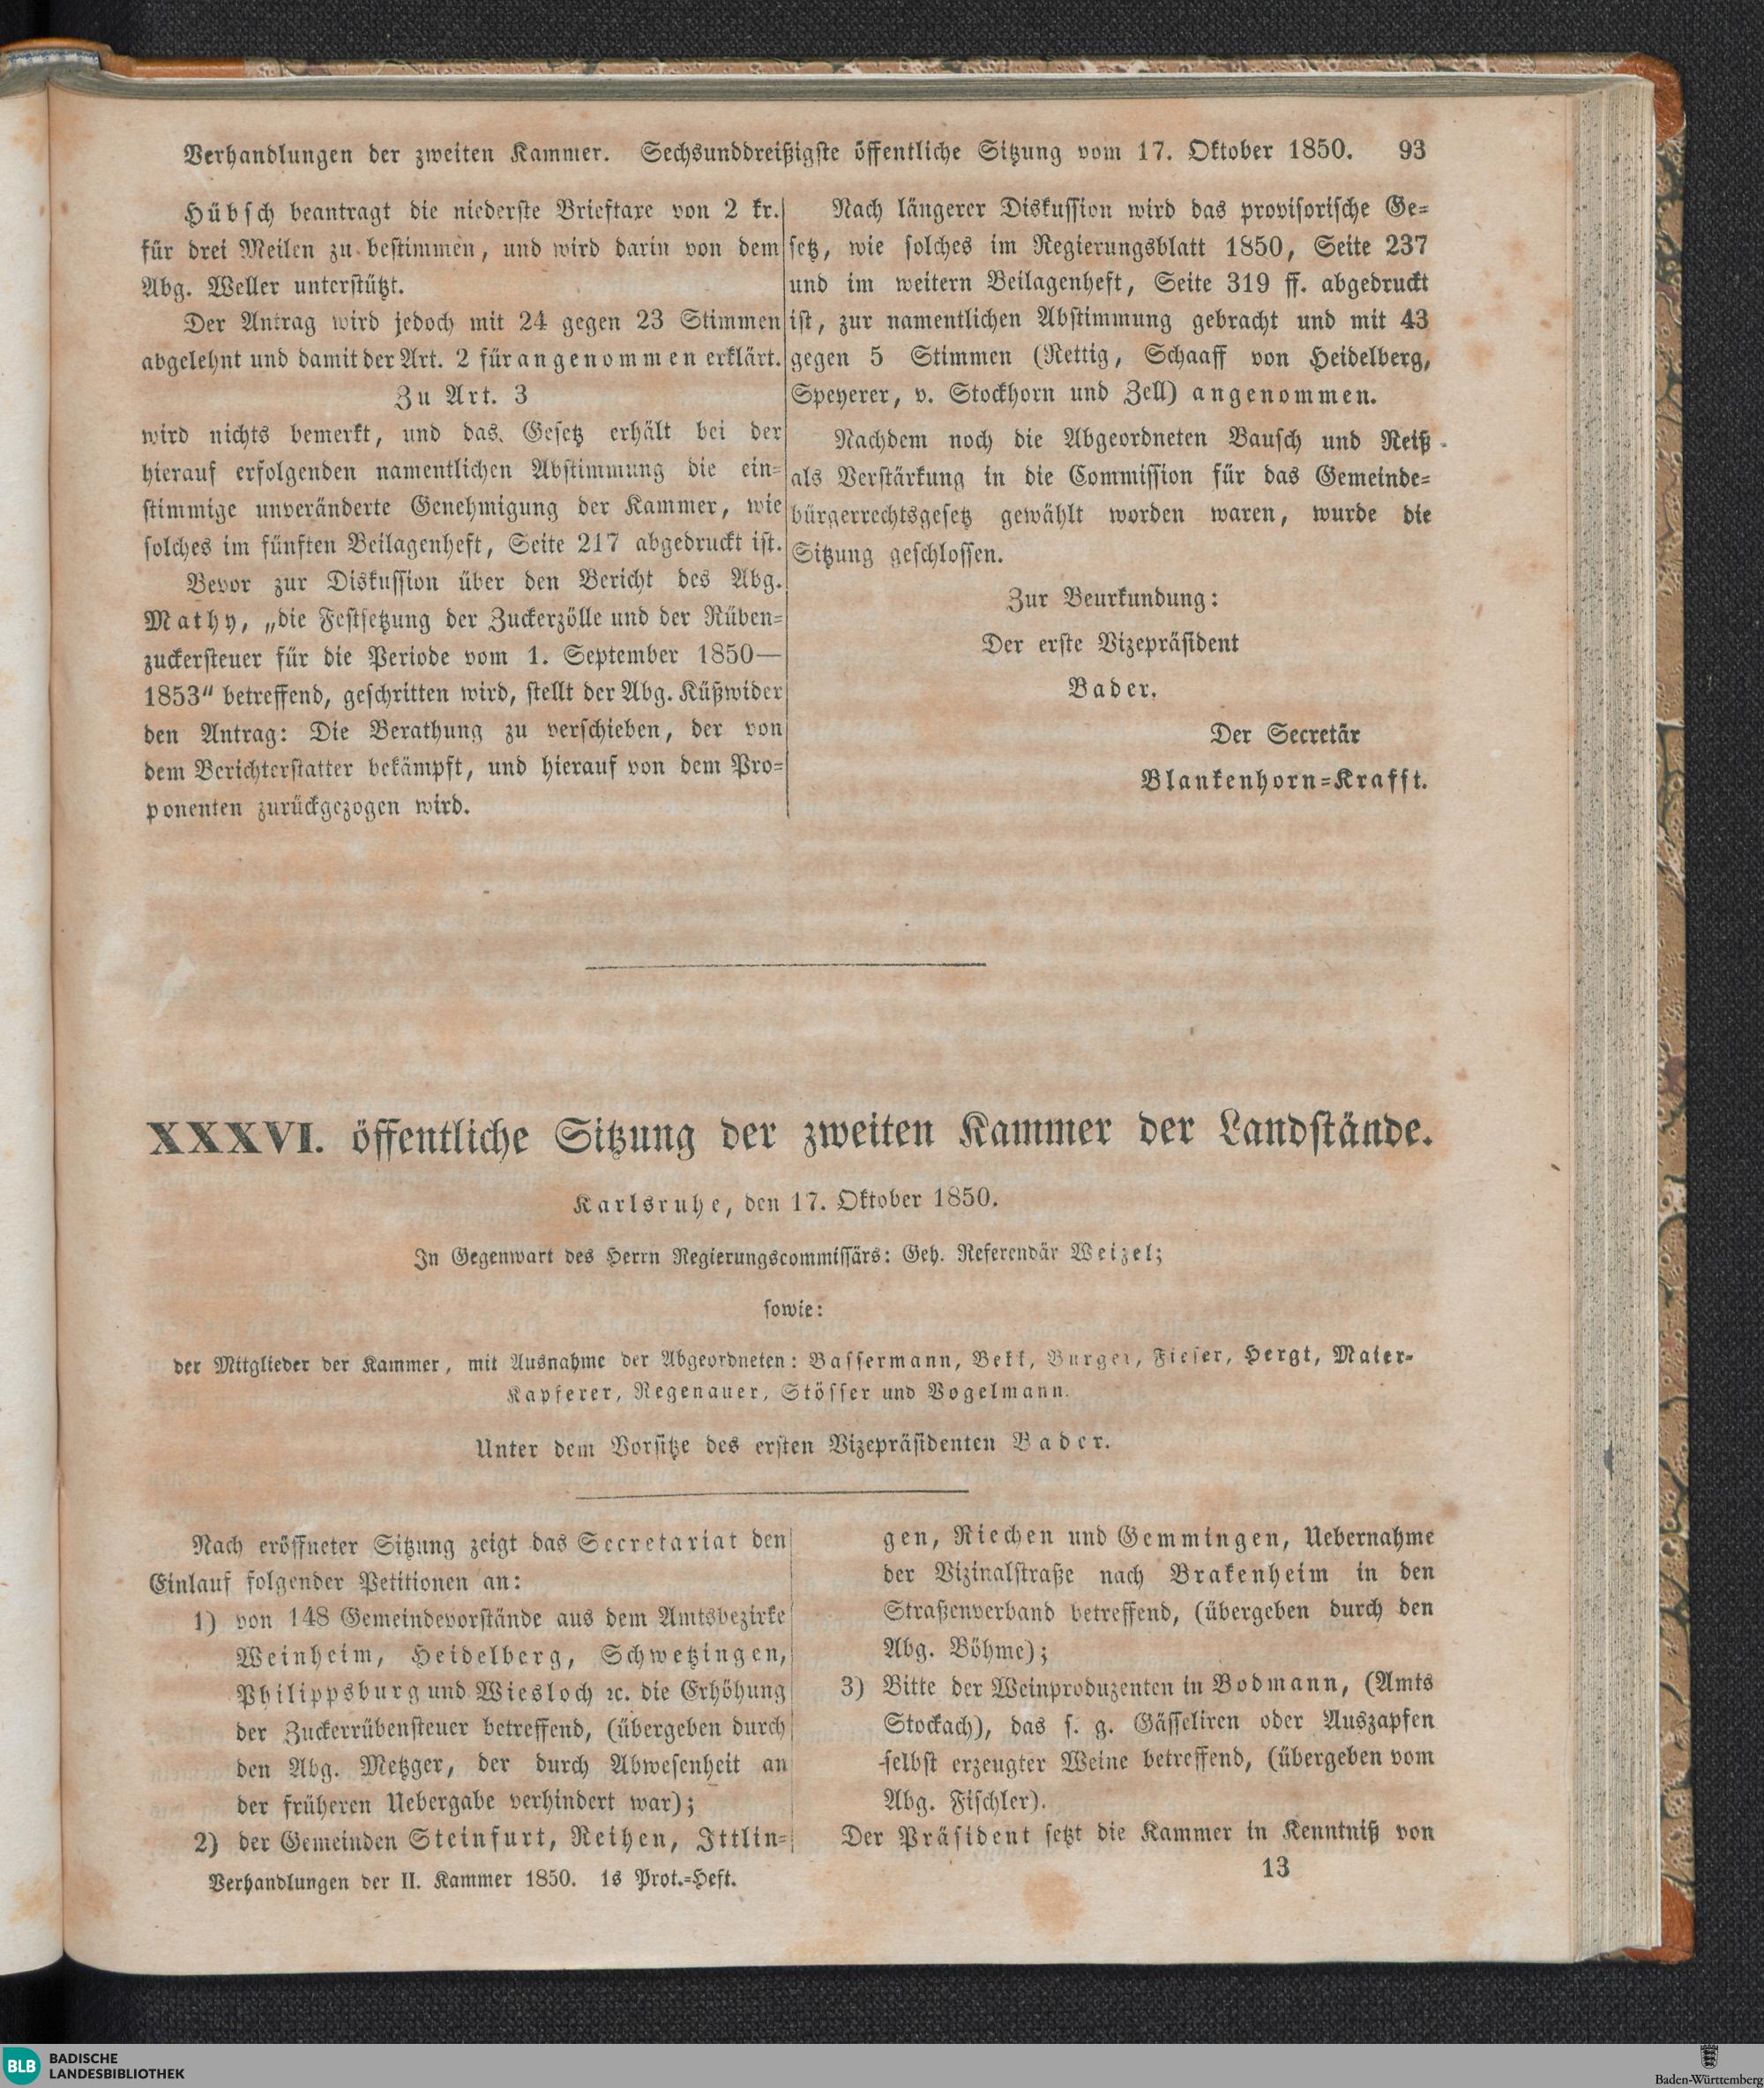 Verhandlungen der zweiten Kammer. Sechsunddreißigste öffentliche Sitzung vom 17. Oktober 1850. 93
Hübsch beantragt die niederste Brieftaxe von 2 kr.
für drei Meilen zu bestimmen, und wird darin von dem
Abg. Weller unterstützt.
Der Antrag wird jedoch mit 24 gegen 23 Stimmen
abgelehnt und damit der Art. 2 für angenommen erklärt.
Zu Art. 3
wird nichts bemerkt, und das Gesetz erhält bei der
hierauf erfolgenden namentlichen Abstimmung die ein=
stimmige unveränderte Genehmigung der Kammer, wie
solches im fünften Beilagenheft, Seite 217 abgedruckt ist.
Bevor zur Diskussion über den Bericht des Abg.
Mathy, „die Festsetzung der Zuckerzölle und der Rüben=
zuckersteuer für die Periode vom 1. September 1850—
1853“ betreffend, geschritten wird, stellt der Abg. Küßwider
den Antrag: Die Berathung zu verschieben, der von
dem Berichterstatter bekämpft, und hierauf von dem Pro=
ponenten zurückgezogen wird.
Nach längerer Diskussion wird das provisorische Ge=
setz, wie solches im Regierungsblatt 1850, Seite 237
und im weitern Beilagenheft, Seite 319 ff. abgedruckt
ist, zur namentlichen Abstimmung gebracht und mit 43
gegen 5 Stimmen (Rettig, Schaaff von Heidelberg,
Speyerer, v. Stockhorn und Zell) angenommen.
Nachdem noch die Abgeordneten Bausch und Reiß
als Verstärkung in die Commission für das Gemeinde=
bürgerrechtsgesetz gewählt worden waren, wurde die
Sitzung geschlossen.
Zur Beurkundung:
Der erste Vizepräsident
Bader.
Der Secretär
Blankenhorn=Krafft.
XXXVI. öffentliche Sitzung der zweiten Kammer der Landstände.
Karlsruhe, den 17. Oktober 1850.
In Gegenwart des Herrn Regierungscommissärs: Geh. Referendär Weizel;
sowie:
der Mitglieder der Kammer, mit Ausnahme der Abgeordneten: Bassermann, Bekk, Burger, Fieser, Hergt, Maier=
Kapferer, Regenauer, Stösser und Vogelmann.
Unter dem Vorsitze des ersten Vizepräsidenten Bader.
Nach eröffneter Sitzung zeigt das Secretariat den
Einlauf folgender Petitionen an:
1) von 148 Gemeindevorstände aus dem Amtsbezirke
Weinheim, Heidelberg, Schwetzingen,
Philippsburg und Wiesloch ꝛc. die Erhöhung
der Zuckerrübensteuer betreffend, (übergeben durch
den Abg. Metzger, der durch Abwesenheit an
der früheren Uebergabe verhindert war);
2) der Gemeinden Steinfurt, Reihen, Ittlin=
gen, Riechen und Gemmingen, Uebernahme
der Vizinalstraße nach Brakenheim in den
Straßenverband betreffend, (übergeben durch den
Abg. Böhme);
3) Bitte der Weinproduzenten in Bodmann, (Amts
Stockach), das s. g. Gässeliren oder Auszapfen
selbst erzeugter Weine betreffend, (übergeben vom
Abg. Fischler).
Der Präsident setzt die Kammer in Kenntniß von
Verhandlungen der II. Kammer 1850. 1s Prot.=Heft.
13
BLB BADISCHE
LANDESBIBLIOTHEK
Baden-Württemberg